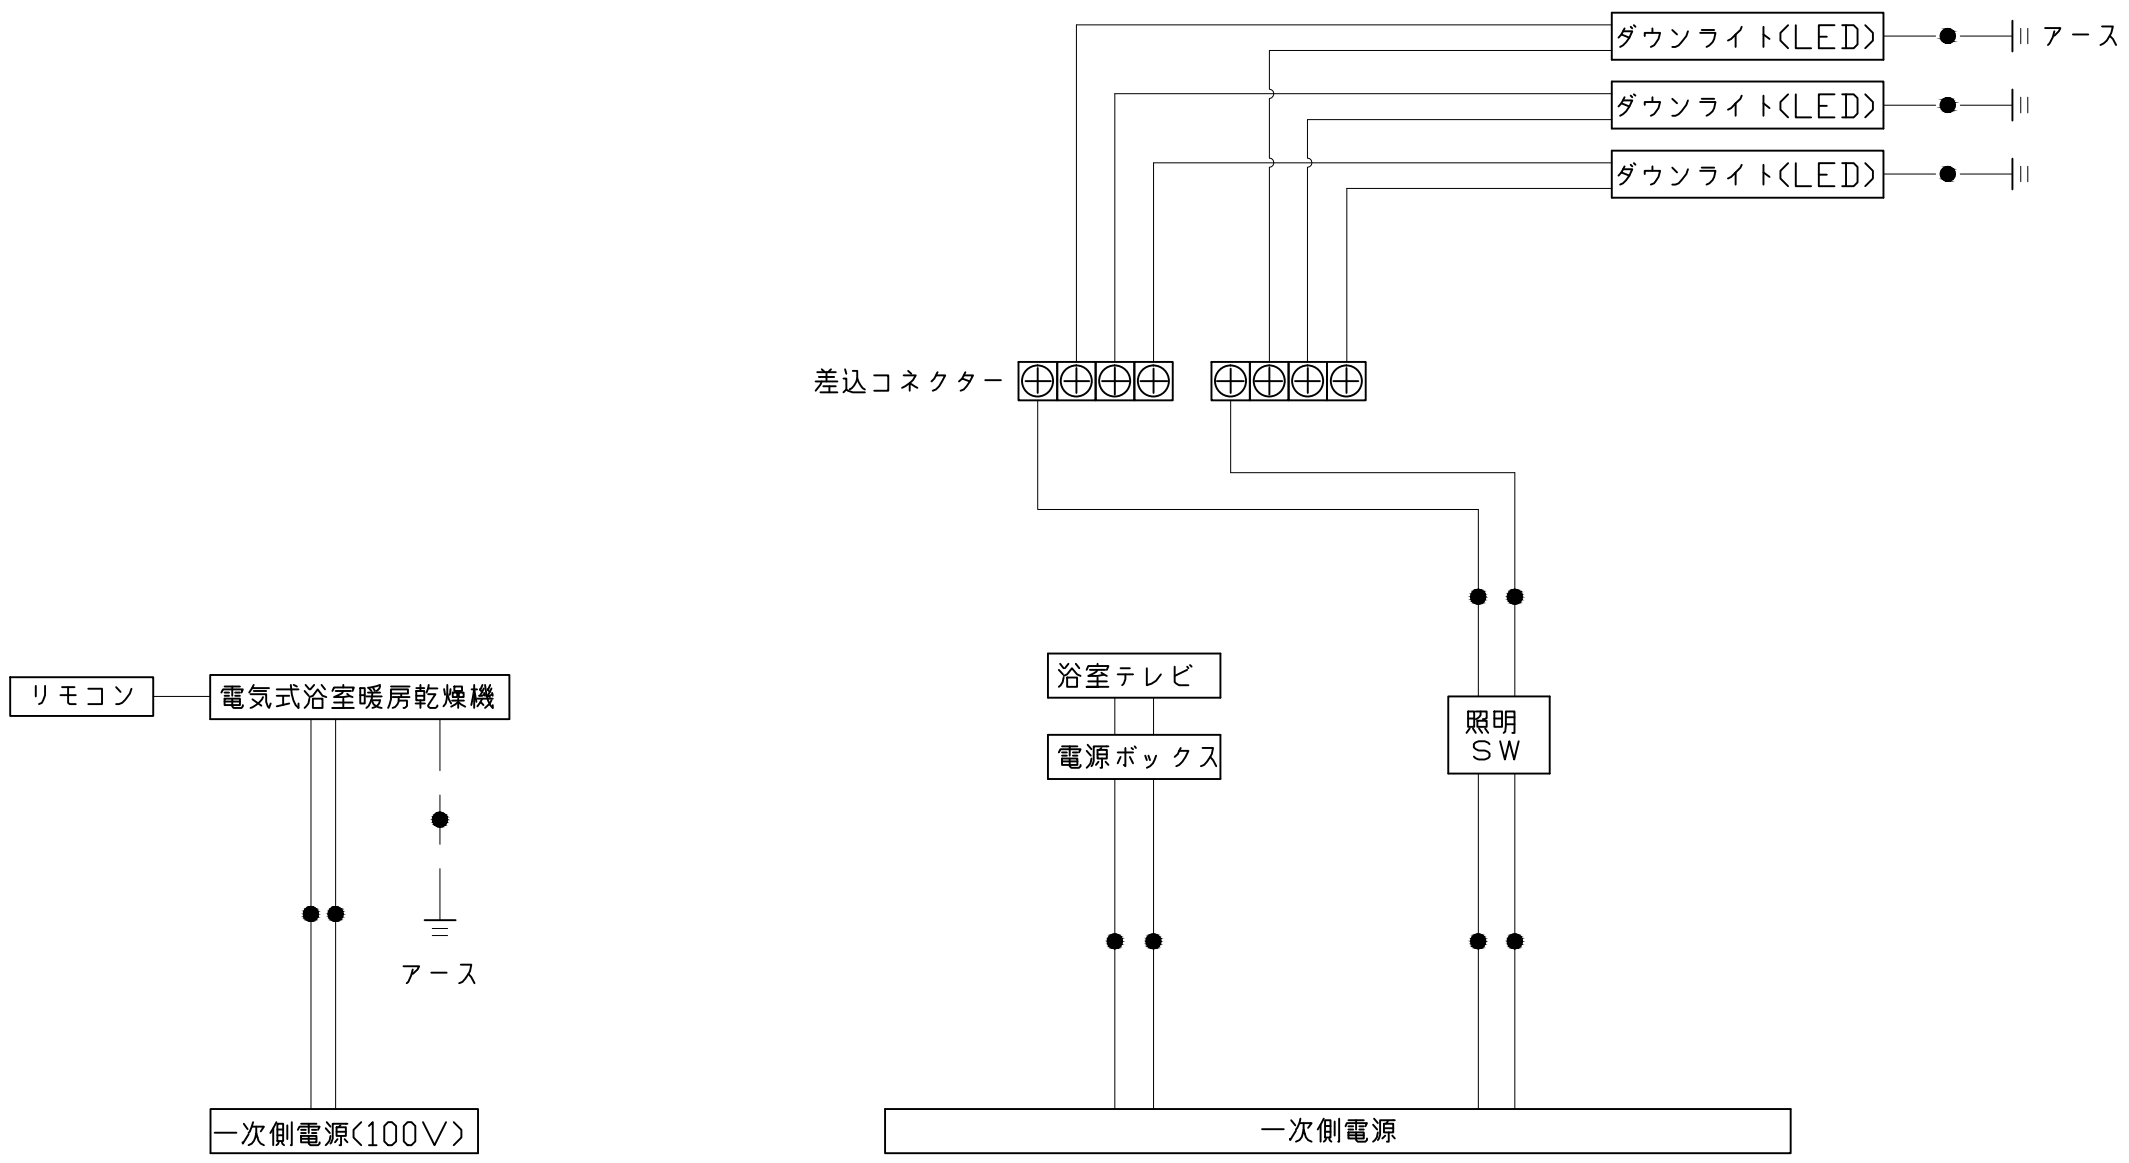 ダウンライト(LED)
アース
ダウンライト(LED)
ダウンライト(LED)
差込コネクター
浴室テレビ
リモコン
電気式浴室暖房乾燥機
照明
SW
電源ボックス
アース
一次側電源(100V)
一次側電源